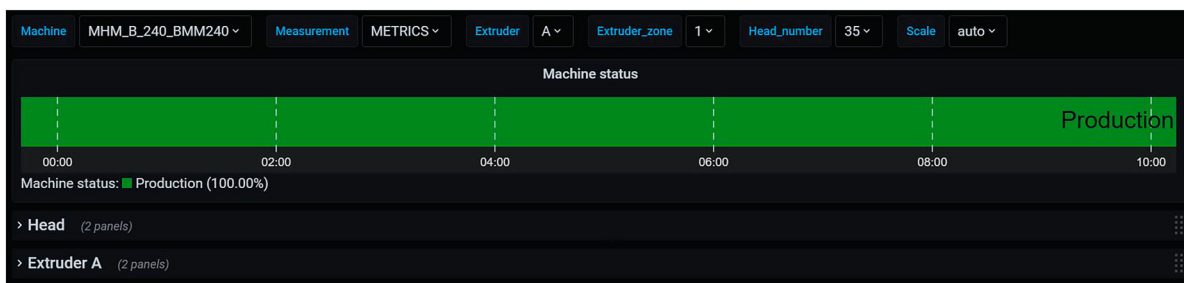 Machine MHM_B_240_BMM240 Measurement METRICS Extruder A Extruder_zone 1 Head_number 35 Scale auto
Machine status
Production
00:00 02:00 04:00 06:00 08:00 10:00
Machine status: Production (100.00%)
Head (2 panels)
Extruder A (2 panels)